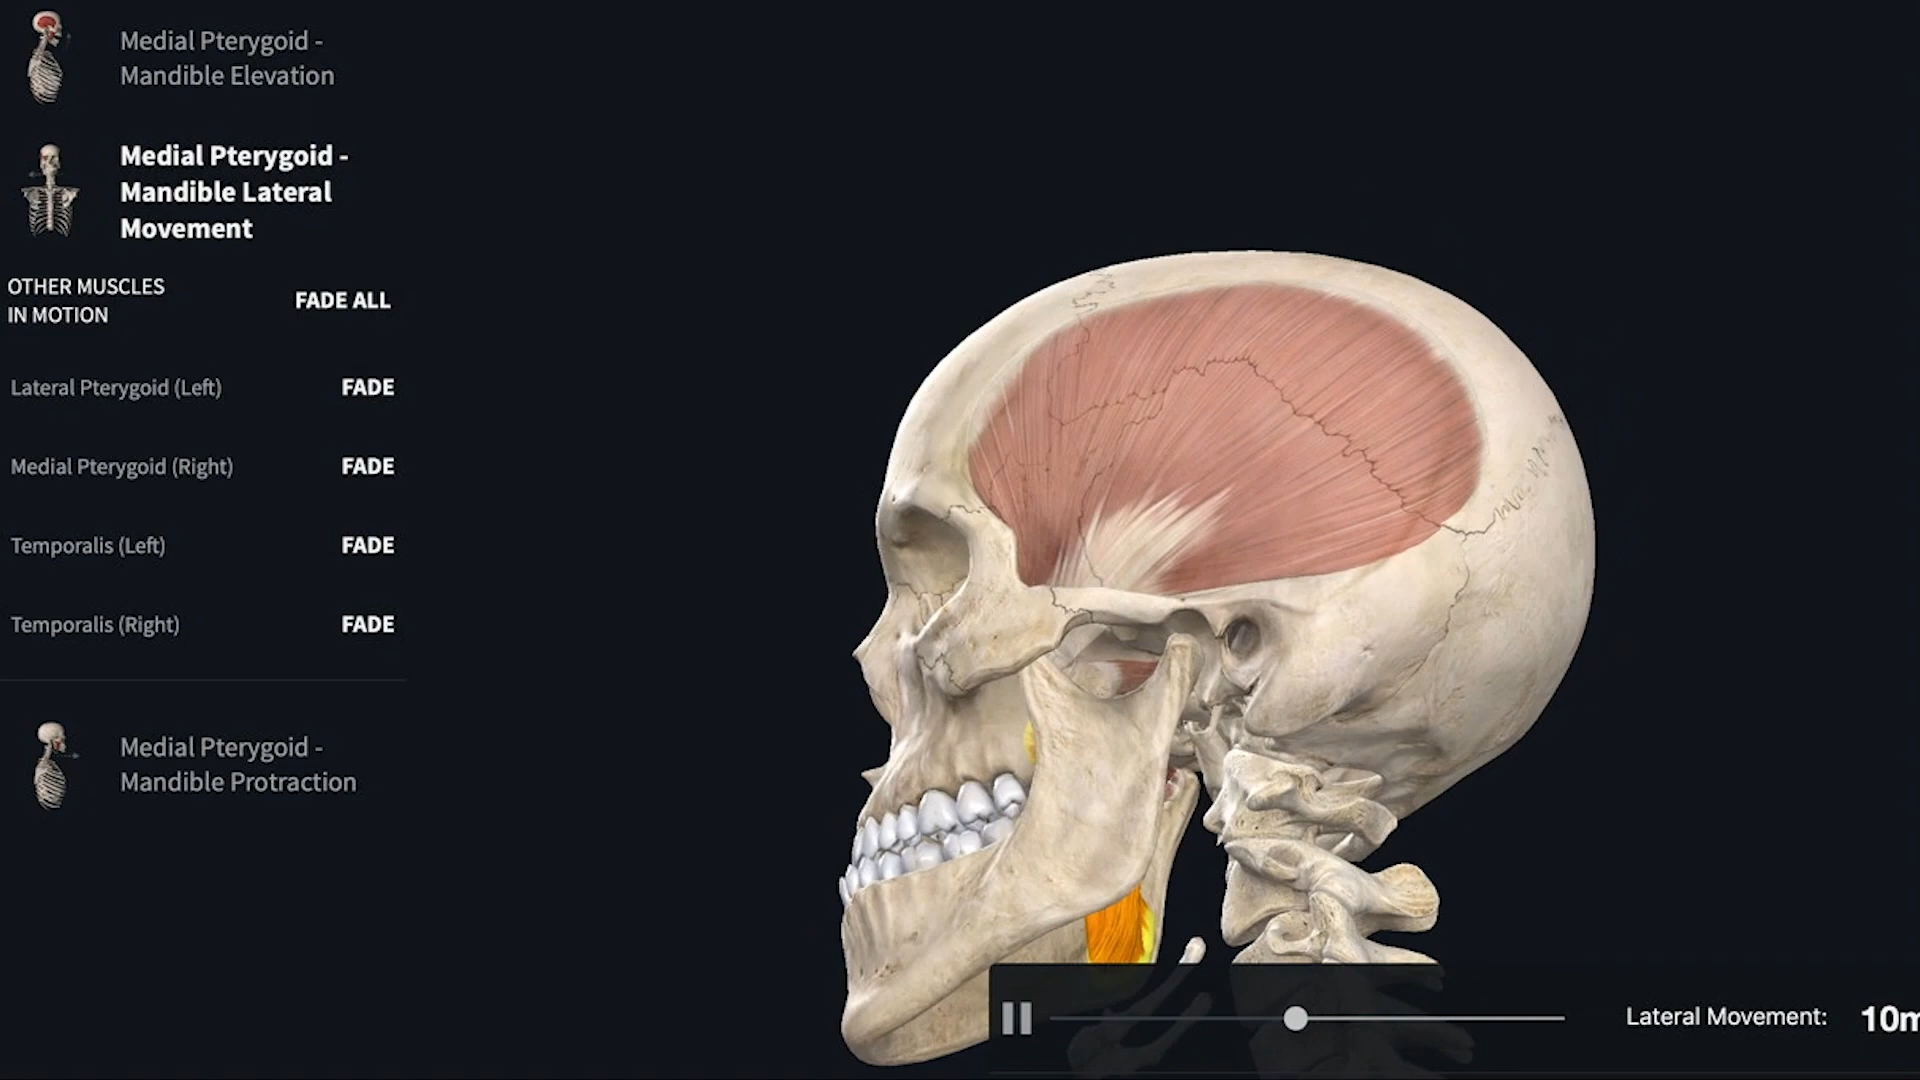 Medial Pterygoid -
Mandible Elevation
Medial Pterygoid -
Mandible Lateral
Movement
OTHER MUSCLES
IN MOTION
FADE ALL
Lateral Pterygoid (Left) FADE
Medial Pterygoid (Right) FADE
Temporalis (Left) FADE
Temporalis (Right) FADE
Medial Pterygoid -
Mandible Protraction
Lateral Movement: 10m